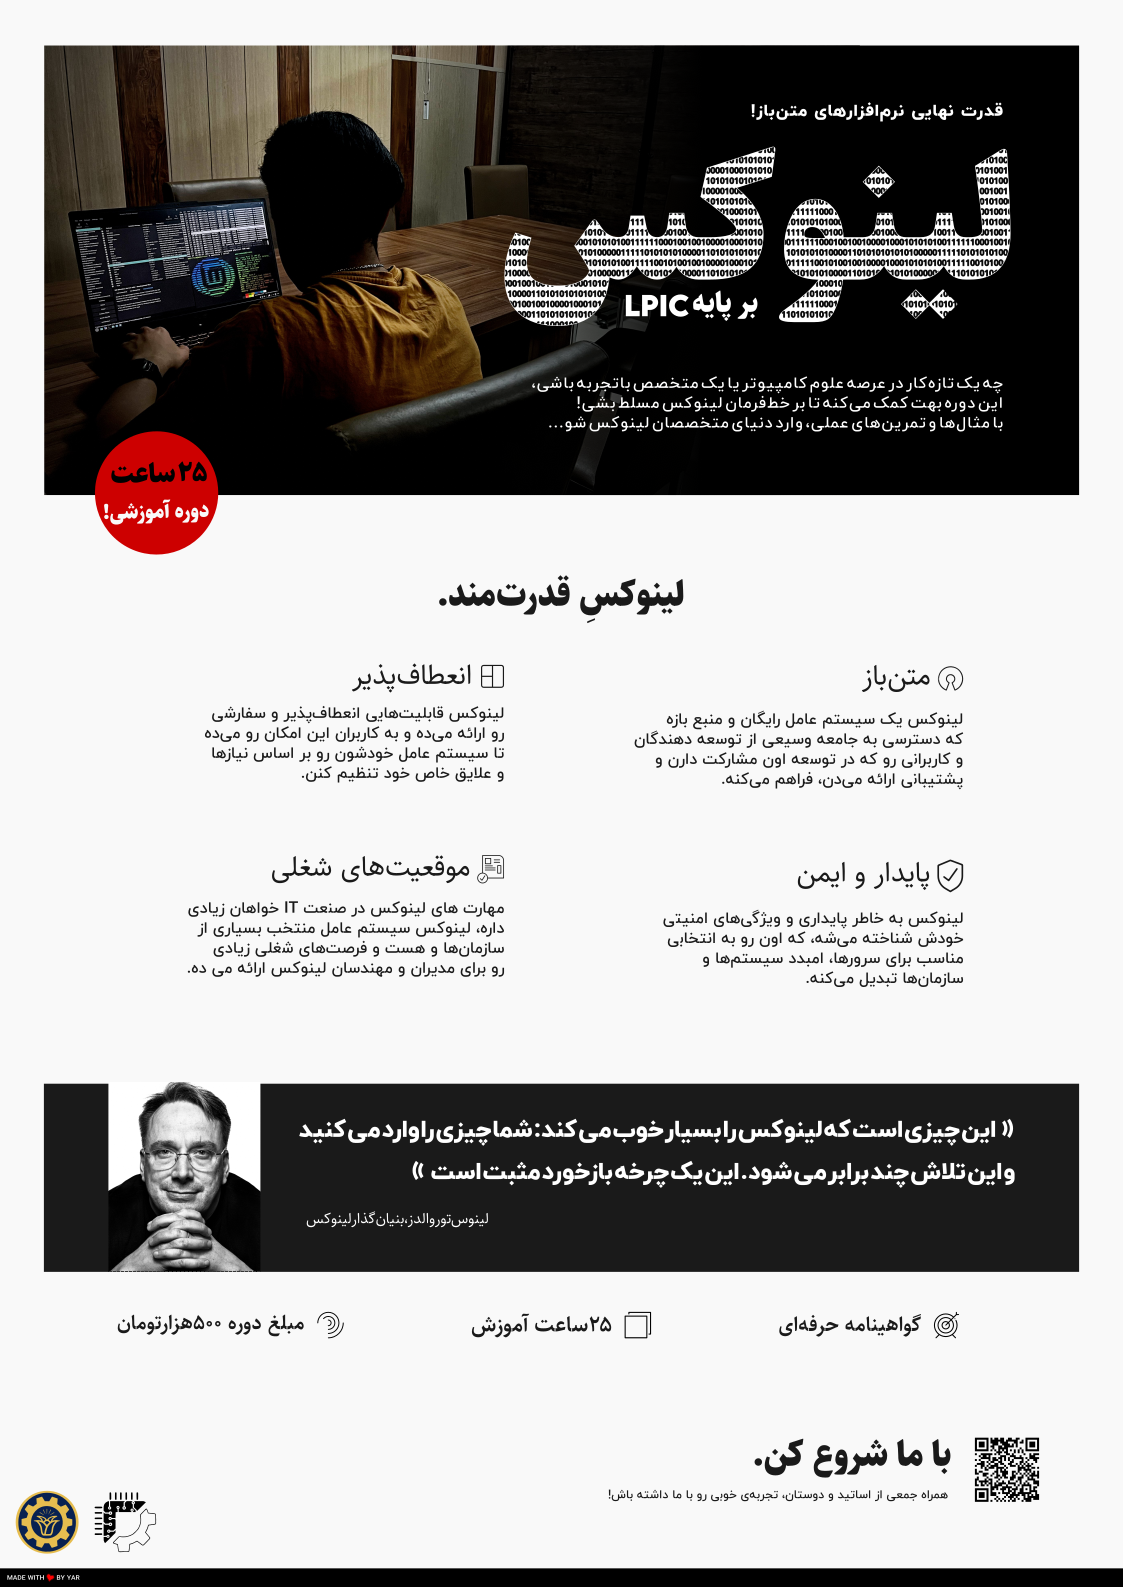 قدرت نهایی نرم‌افزارهای متن‌باز!
لینوکس
بر پایه LPIC
چه یک تازه‌کار در عرصه علوم کامپیوتر یا یک متخصص باتجربه باشی،
این دوره بهت کمک می‌کنه تا بر خط‌فرمان لینوکس مسلط بشی!
با مثال‌ها و تمرین‌های عملی، وارد دنیای متخصصان لینوکس شو...
۲۵ ساعت
دوره آموزشی!
لینوکسِ قدرت‌مند.
متن‌باز
لینوکس یک سیستم عامل رایگان و منبع بازه
که دسترسی به جامعه وسیعی از توسعه دهندگان
و کاربرانی رو که در توسعه اون مشارکت دارن و
پشتیبانی ارائه می‌دن، فراهم می‌کنه.
انعطاف‌پذیر
لینوکس قابلیت‌هایی انعطاف‌پذیر و سفارشی
رو ارائه می‌ده و به کاربران این امکان رو می‌ده
تا سیستم عامل خودشون رو بر اساس نیازها
و علایق خاص خود تنظیم کنن.
پایدار و ایمن
لینوکس به خاطر پایداری و ویژگی‌های امنیتی
خودش شناخته می‌شه، که اون رو به انتخابی
مناسب برای سرورها، امبدد سیستم‌ها و
سازمان‌ها تبدیل می‌کنه.
موقعیت‌های شغلی
مهارت های لینوکس در صنعت IT خواهان زیادی
داره، لینوکس سیستم عامل منتخب بسیاری از
سازمان‌ها و هست و فرصت‌های شغلی زیادی
رو برای مدیران و مهندسان لینوکس ارائه می ده.
« این چیزی است که لینوکس را بسیار خوب می کند: شما چیزی را وارد می کنید
و این تلاش چند برابر می شود. این یک چرخه بازخورد مثبت است »
لینوس توروالدز، بنیان گذار لینوکس
گواهینامه حرفه‌ای
۲۵ساعت آموزش
مبلغ دوره ۵۰۰هزارتومان
با ما شروع کن.
همراه جمعی از اساتید و دوستان، تجربه‌ی خوبی رو با ما داشته باش!
MADE WITH ❤ BY YAR